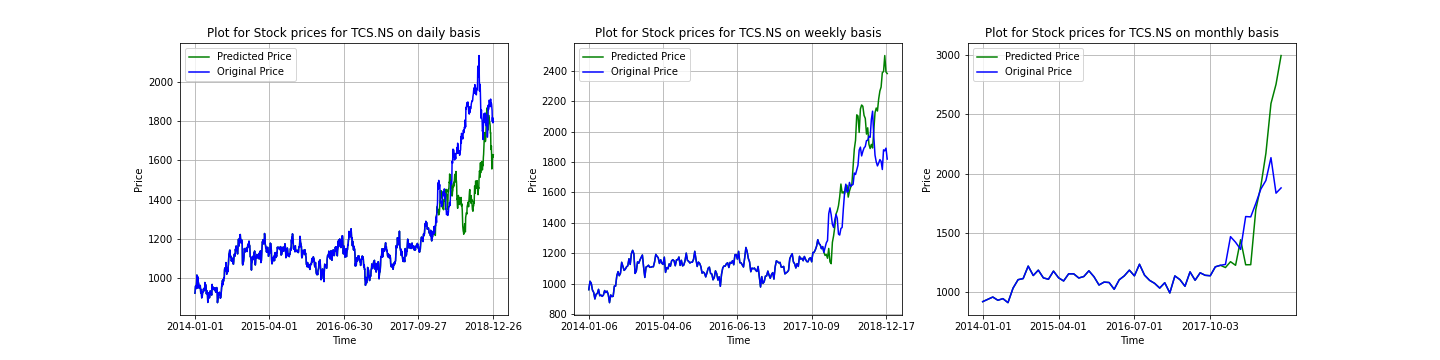 Plot for Stock prices for TCS.NS on daily basis
Predicted Price
Original Price
2000
1800
1600
1400
1200
1000
Price
2014-01-01
2015-04-01
2016-06-30
2017-09-27
2018-12-26
Time
Plot for Stock prices for TCS.NS on weekly basis
Predicted Price
Original Price
2400
2200
2000
1800
1600
1400
1200
1000
800
Price
2014-01-06
2015-04-06
2016-06-13
2017-10-09
2018-12-17
Time
Plot for Stock prices for TCS.NS on monthly basis
Predicted Price
Original Price
3000
2500
2000
1500
1000
Price
2014-01-01
2015-04-01
2016-07-01
2017-10-03
Time